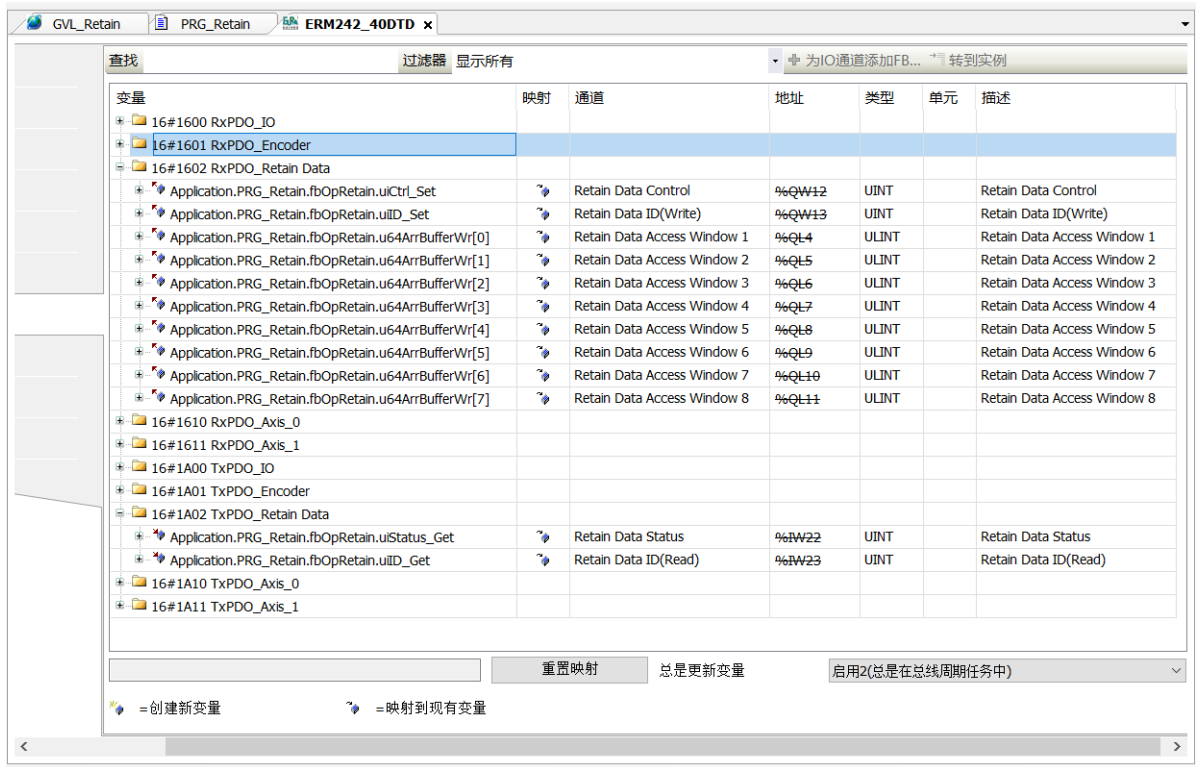 GVL_Retain PRG_Retain ERM242_40DTD
查找 过滤器 显示所有 为IO通道添加FB... 转到实例
变量 映射 通道 地址 类型 单元 描述
16#1600 RxPDO_IO
16#1601 RxPDO_Encoder
16#1602 RxPDO_Retain Data
Application.PRG_Retain.fbOpRetain.uiCtrl_Set Retain Data Control %QW12 UINT Retain Data Control
Application.PRG_Retain.fbOpRetain.uiID_Set Retain Data ID(Write) %QW13 UINT Retain Data ID(Write)
Application.PRG_Retain.fbOpRetain.u64ArrBufferWr[0] Retain Data Access Window 1 %QL4 ULINT Retain Data Access Window 1
Application.PRG_Retain.fbOpRetain.u64ArrBufferWr[1] Retain Data Access Window 2 %QL5 ULINT Retain Data Access Window 2
Application.PRG_Retain.fbOpRetain.u64ArrBufferWr[2] Retain Data Access Window 3 %QL6 ULINT Retain Data Access Window 3
Application.PRG_Retain.fbOpRetain.u64ArrBufferWr[3] Retain Data Access Window 4 %QL7 ULINT Retain Data Access Window 4
Application.PRG_Retain.fbOpRetain.u64ArrBufferWr[4] Retain Data Access Window 5 %QL8 ULINT Retain Data Access Window 5
Application.PRG_Retain.fbOpRetain.u64ArrBufferWr[5] Retain Data Access Window 6 %QL9 ULINT Retain Data Access Window 6
Application.PRG_Retain.fbOpRetain.u64ArrBufferWr[6] Retain Data Access Window 7 %QL10 ULINT Retain Data Access Window 7
Application.PRG_Retain.fbOpRetain.u64ArrBufferWr[7] Retain Data Access Window 8 %QL11 ULINT Retain Data Access Window 8
16#1610 RxPDO_Axis_0
16#1611 RxPDO_Axis_1
16#1A00 TxPDO_IO
16#1A01 TxPDO_Encoder
16#1A02 TxPDO_Retain Data
Application.PRG_Retain.fbOpRetain.uiStatus_Get Retain Data Status %IW22 UINT Retain Data Status
Application.PRG_Retain.fbOpRetain.uiID_Get Retain Data ID(Read) %IW23 UINT Retain Data ID(Read)
16#1A10 TxPDO_Axis_0
16#1A11 TxPDO_Axis_1
重置映射 总是更新变量 启用2(总是在总线周期任务中)
=创建新变量 =映射到现有变量